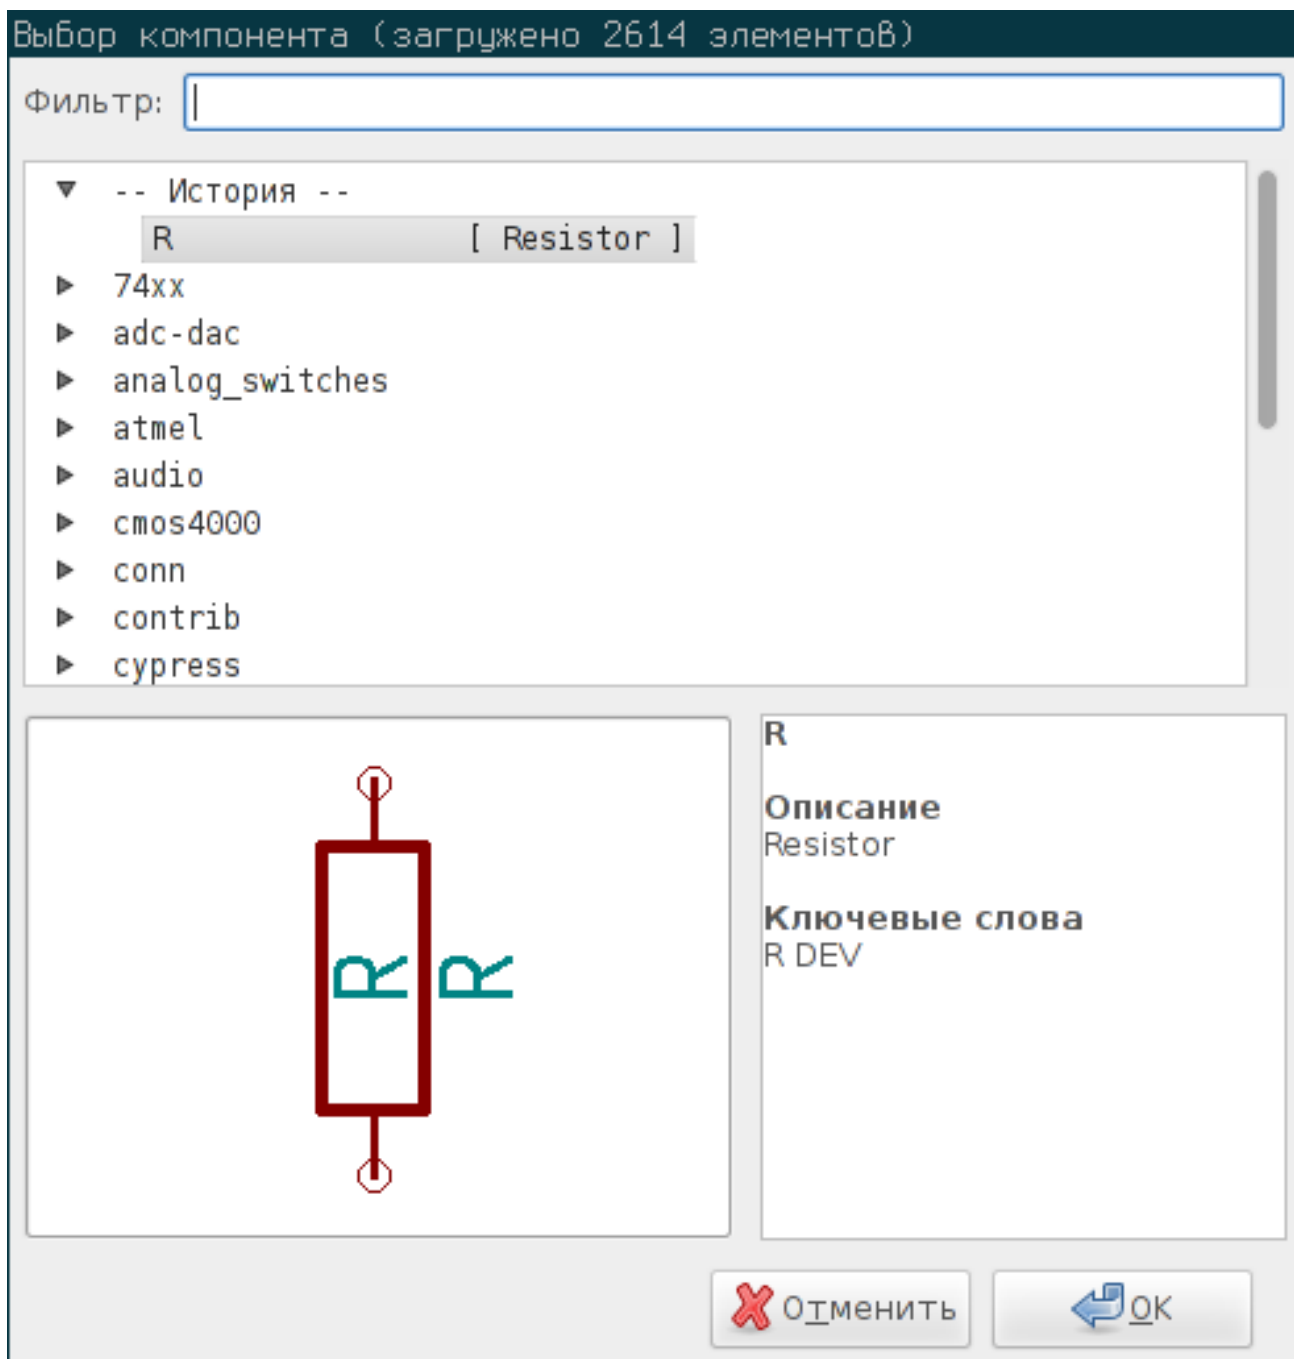 Выбор компонента (загружено 2614 элементов)
Фильтр:
-- История --
R [ Resistor ]
74xx
adc-dac
analog_switches
atmel
audio
cmos4000
conn
contrib
cypress
R
Описание
Resistor
Ключевые слова
R DEV
R R
Отменить OK